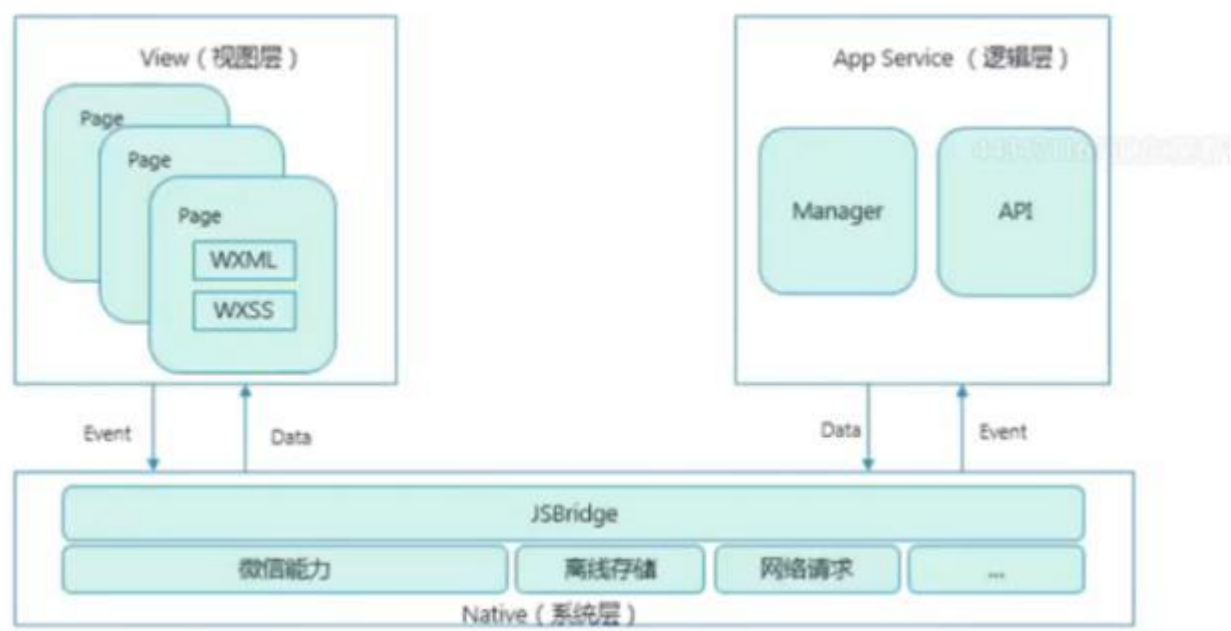 View（视图层）
Page
Page
Page
WXML
WXSS
App Service （逻辑层）
Manager
API
Event
Data
Data
Event
JSBridge
微信能力
离线存储
网络请求
...
Native（系统层）